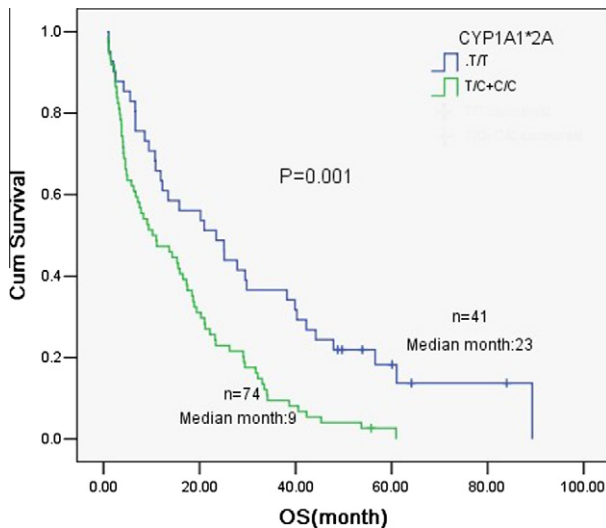 CYP1A1*2A
.T/T
T/C+C/C
P=0.001
n=41
Median month:23
n=74
Median month:9
Cum Survival
1.0
0.8
0.6
0.4
0.2
0.0
0.00 20.00 40.00 60.00 80.00 100.00
OS(month)